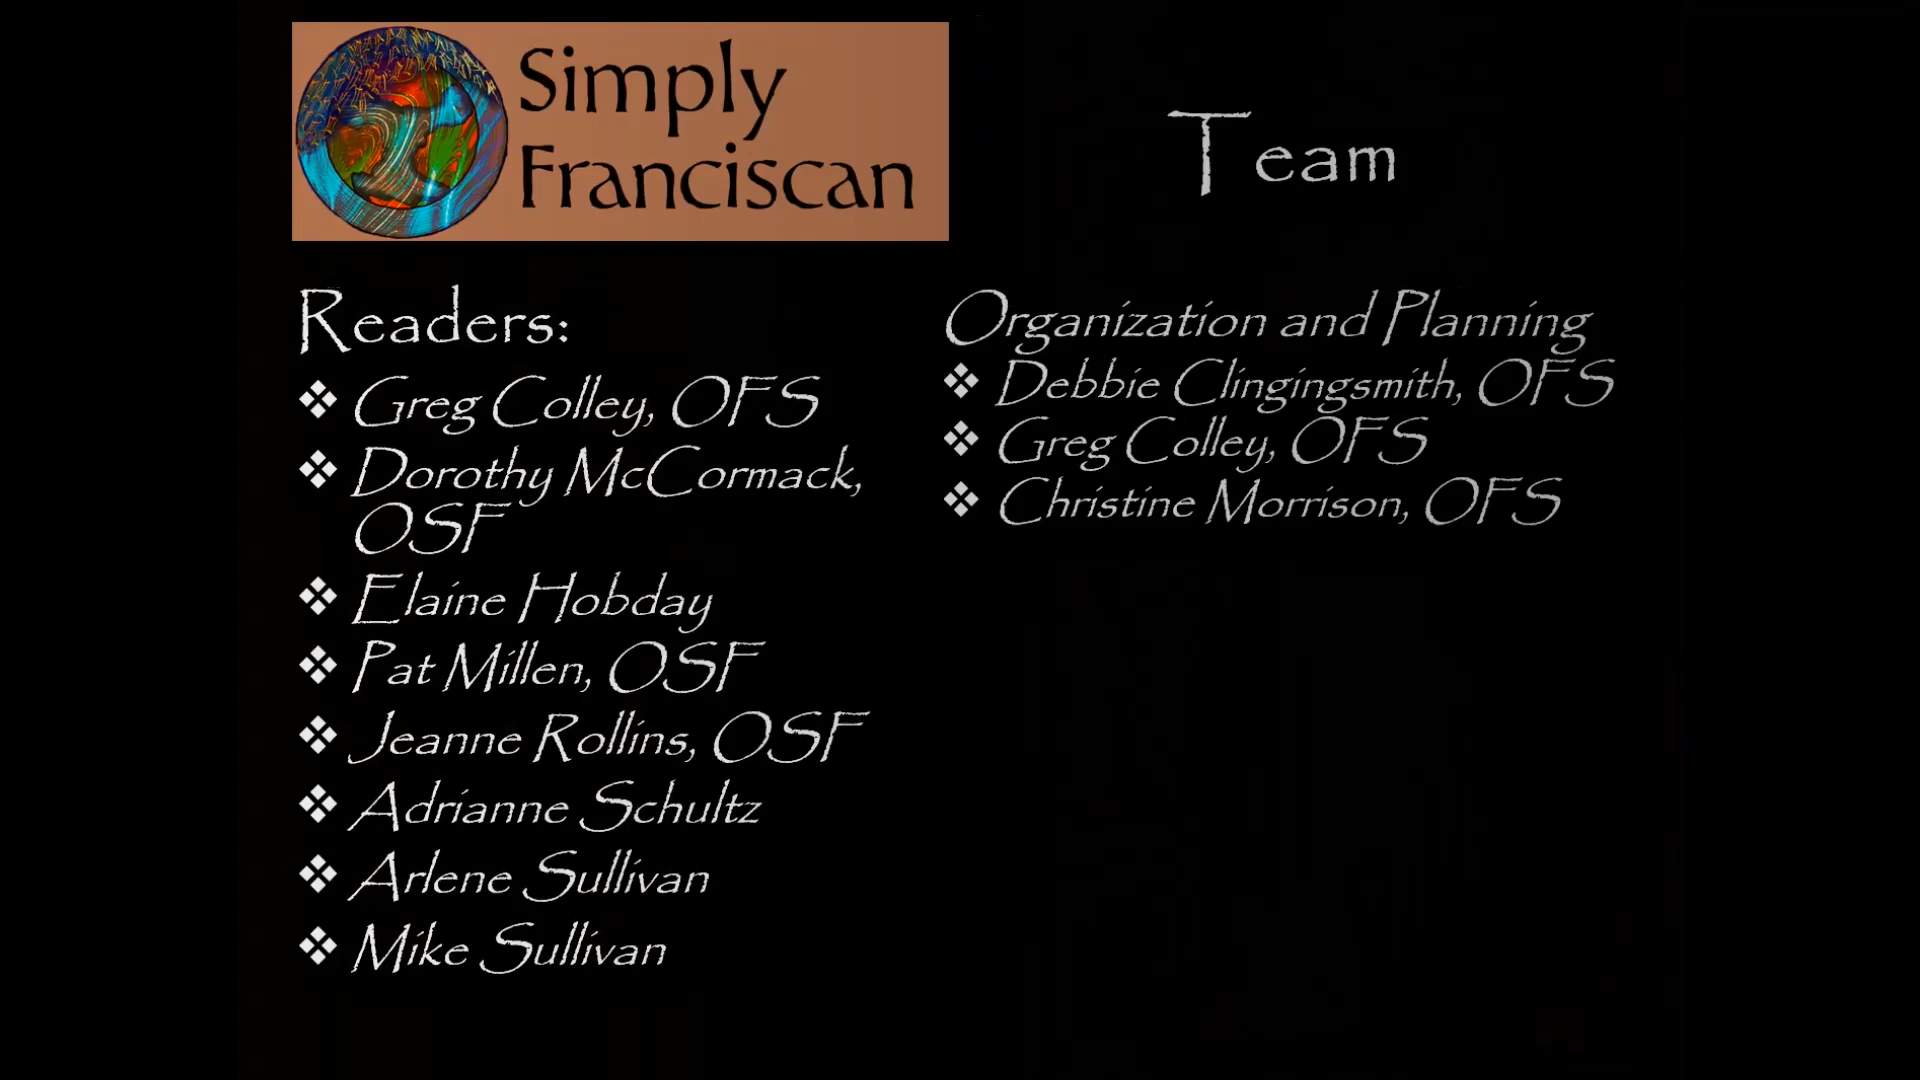 Simply
Franciscan
Team
Readers:
❖ Greg Colley, OFS
❖ Dorothy McCormack,
OSF
❖ Elaine Hobday
❖ Pat Millen, OSF
❖ Jeanne Rollins, OSF
❖ Adrianne Schultz
❖ Arlene Sullivan
❖ Mike Sullivan
Organization and Planning
❖ Debbie Clingingsmith, OFS
❖ Greg Colley, OFS
❖ Christine Morrison, OFS